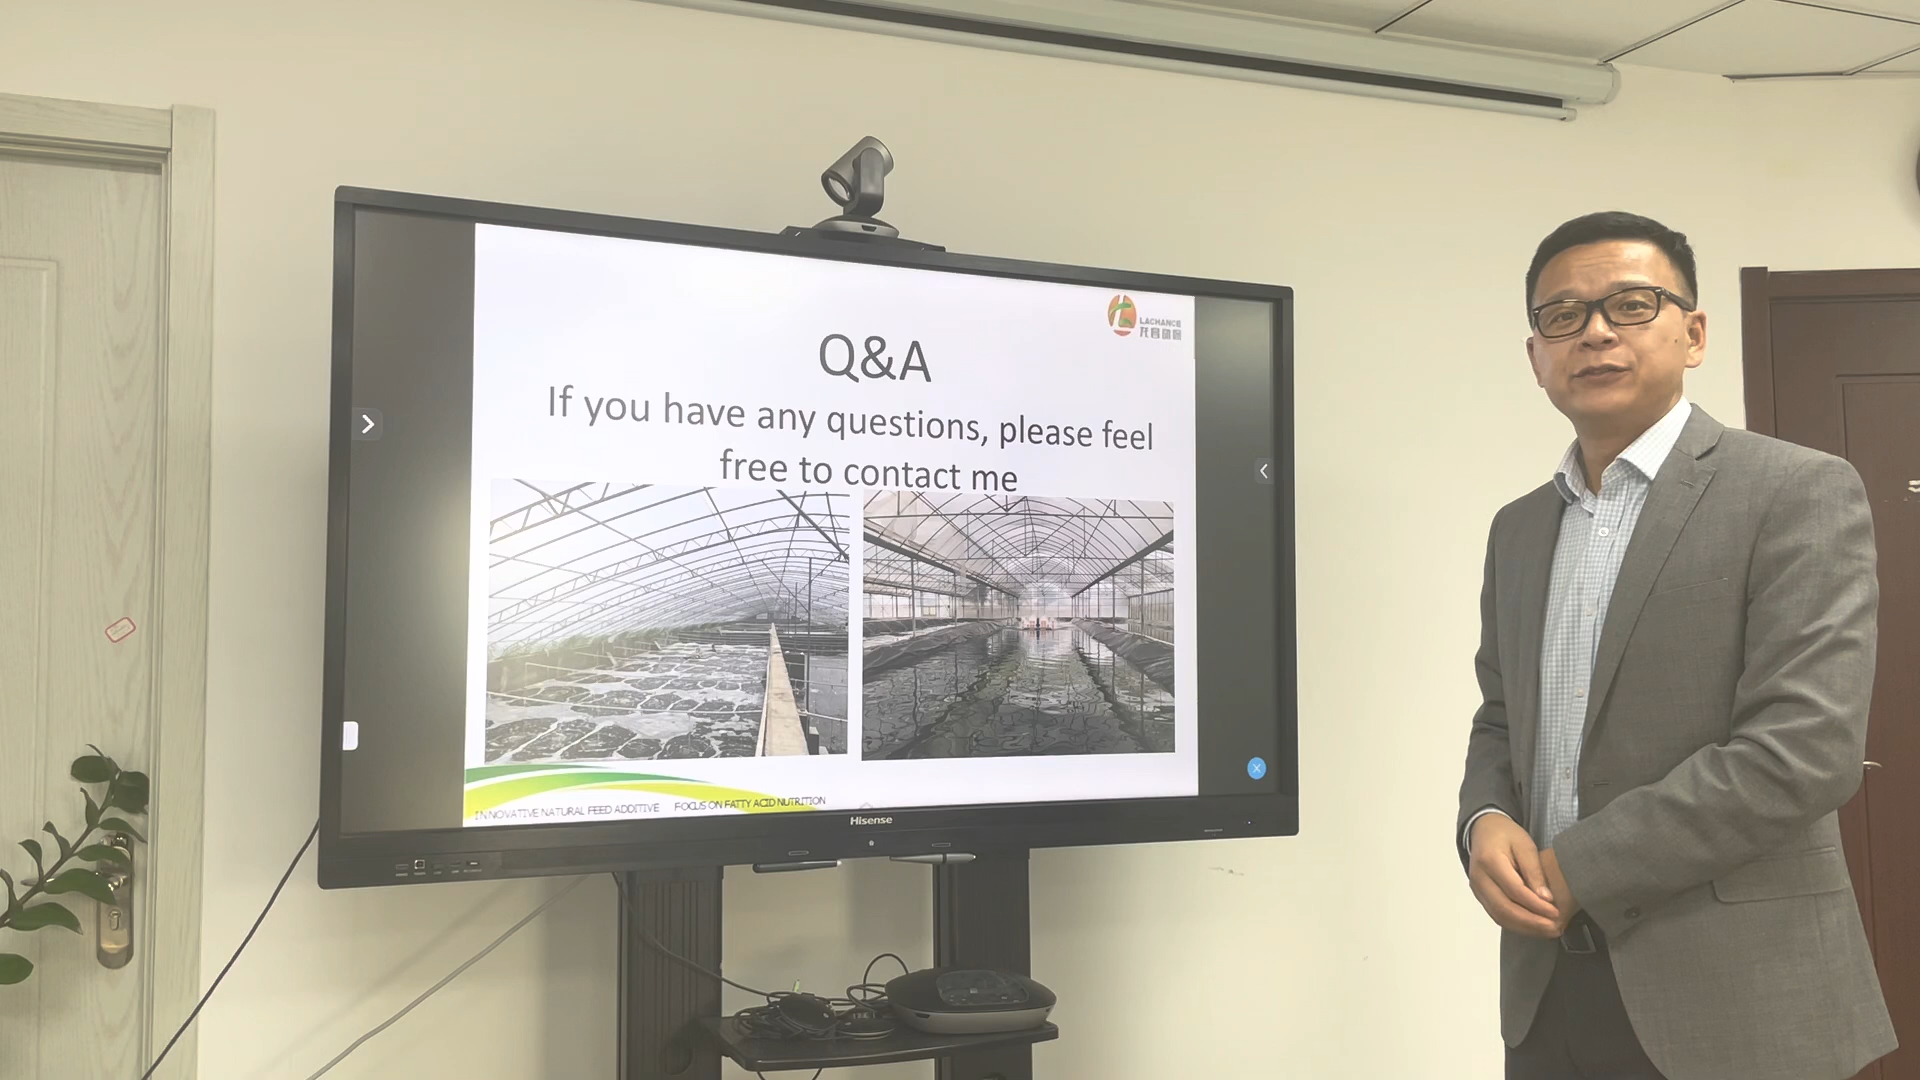 LACHANCE
Q&A
If you have any questions, please feel
free to contact me
INNOVATIVE NATURAL FEED ADDITIVE FOCUS ON FATTY ACID NUTRITION
Hisense